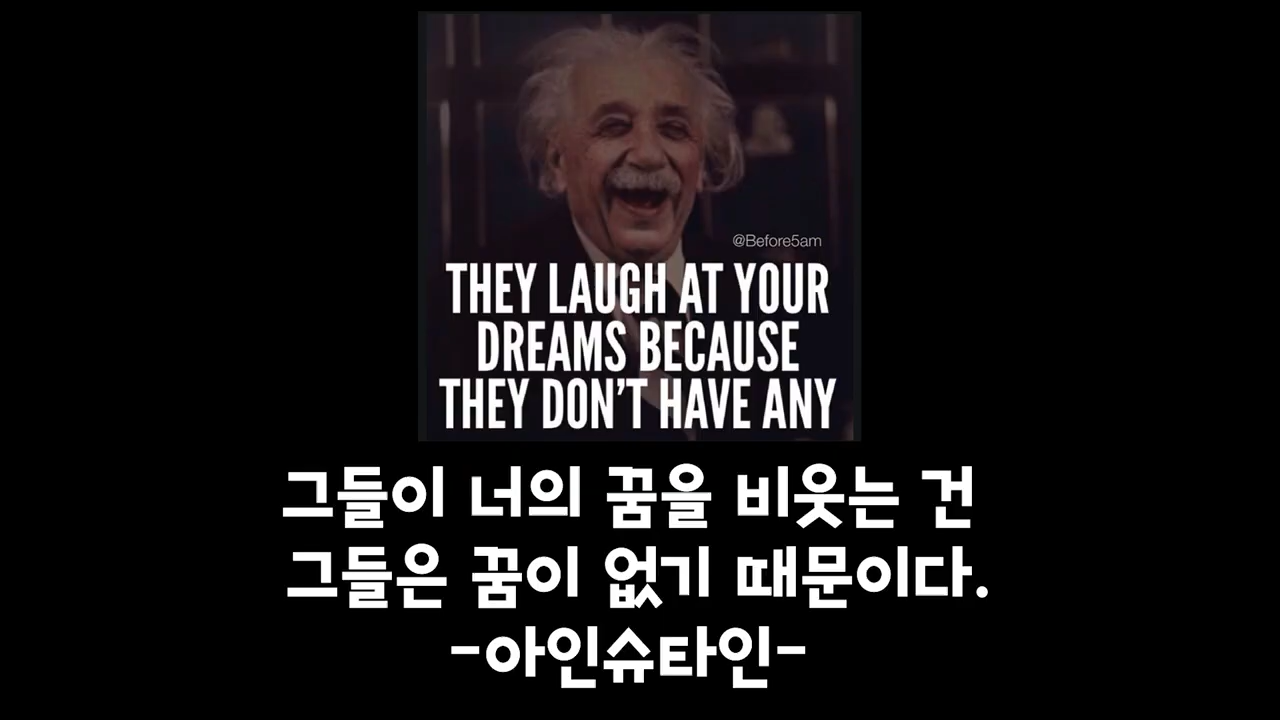 @Before5am
THEY LAUGH AT YOUR
DREAMS BECAUSE
THEY DON'T HAVE ANY
그들이 너의 꿈을 비웃는 건
그들은 꿈이 없기 때문이다.
-아인슈타인-